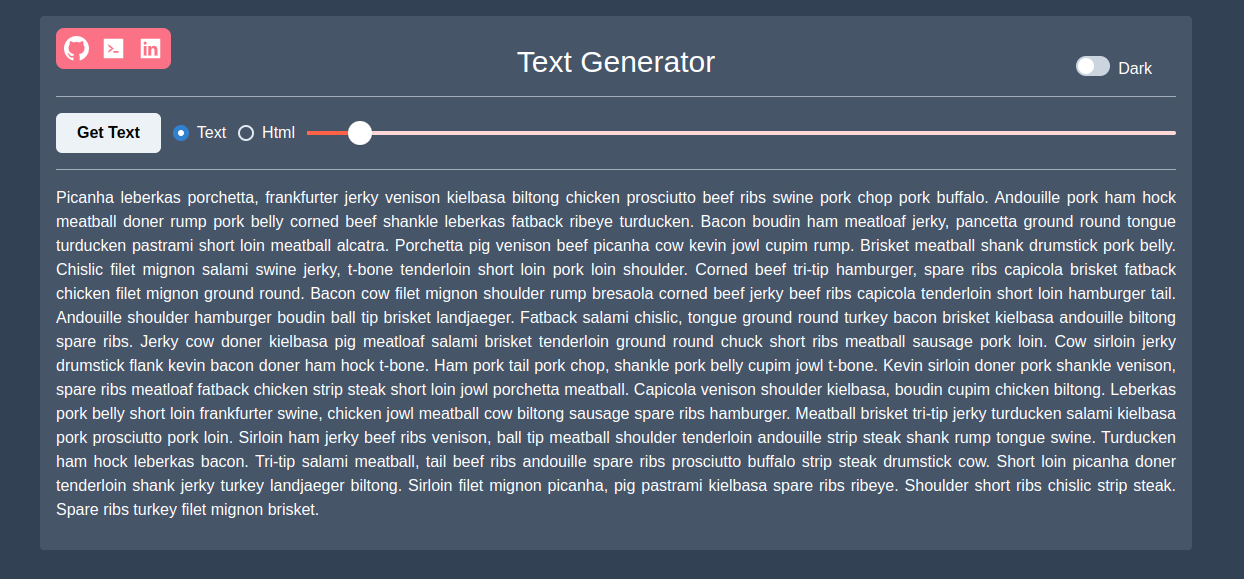 Text Generator
Dark
Get Text
Text
Html
Picanha leberkas porchetta, frankfurter jerky venison kielbasa biltong chicken prosciutto beef ribs swine pork chop pork buffalo. Andouille pork ham hock
meatball doner rump pork belly corned beef shankle leberkas fatback ribeye turducken. Bacon boudin ham meatloaf jerky, pancetta ground round tongue
turducken pastrami short loin meatball alcatra. Porchetta pig venison beef picanha cow kevin jowl cupim rump. Brisket meatball shank drumstick pork belly.
Chislic filet mignon salami swine jerky, t-bone tenderloin short loin pork loin shoulder. Corned beef tri-tip hamburger, spare ribs capicola brisket fatback
chicken filet mignon ground round. Bacon cow filet mignon shoulder rump bresaola corned beef jerky beef ribs capicola tenderloin short loin hamburger tail.
Andouille shoulder hamburger boudin ball tip brisket landjaeger. Fatback salami chislic, tongue ground round turkey bacon brisket kielbasa andouille biltong
spare ribs. Jerky cow doner kielbasa pig meatloaf salami brisket tenderloin ground round chuck short ribs meatball sausage pork loin. Cow sirloin jerky
drumstick flank kevin bacon doner ham hock t-bone. Ham pork tail pork chop, shankle pork belly cupim jowl t-bone. Kevin sirloin doner pork shankle venison,
spare ribs meatloaf fatback chicken strip steak short loin jowl porchetta meatball. Capicola venison shoulder kielbasa, boudin cupim chicken biltong. Leberkas
pork belly short loin frankfurter swine, chicken jowl meatball cow biltong sausage spare ribs hamburger. Meatball brisket tri-tip jerky turducken salami kielbasa
pork prosciutto pork loin. Sirloin ham jerky beef ribs venison, ball tip meatball shoulder tenderloin andouille strip steak shank rump tongue swine. Turducken
ham hock leberkas bacon. Tri-tip salami meatball, tail beef ribs andouille spare ribs prosciutto buffalo strip steak drumstick cow. Short loin picanha doner
tenderloin shank jerky turkey landjaeger biltong. Sirloin filet mignon picanha, pig pastrami kielbasa spare ribs ribeye. Shoulder short ribs chislic strip steak.
Spare ribs turkey filet mignon brisket.